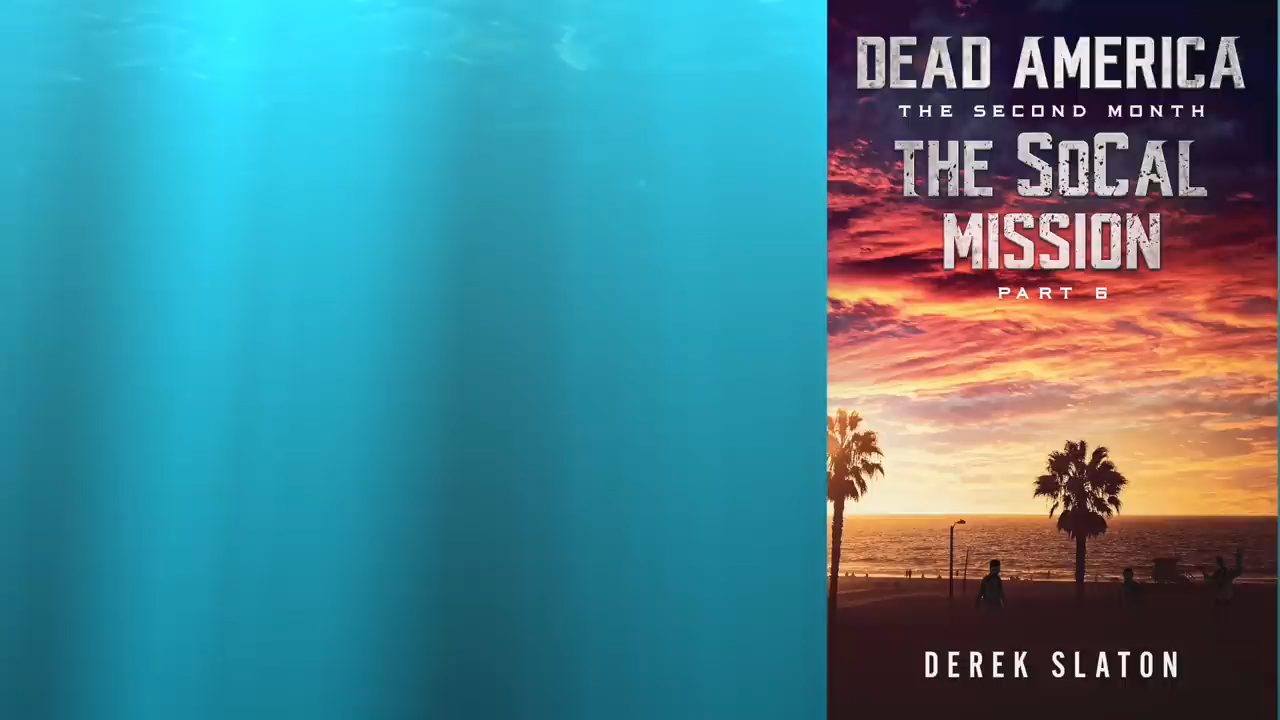 DEAD AMERICA
THE SECOND MONTH
THE SOCAL
MISSION
PART 6
DEREK SLATON